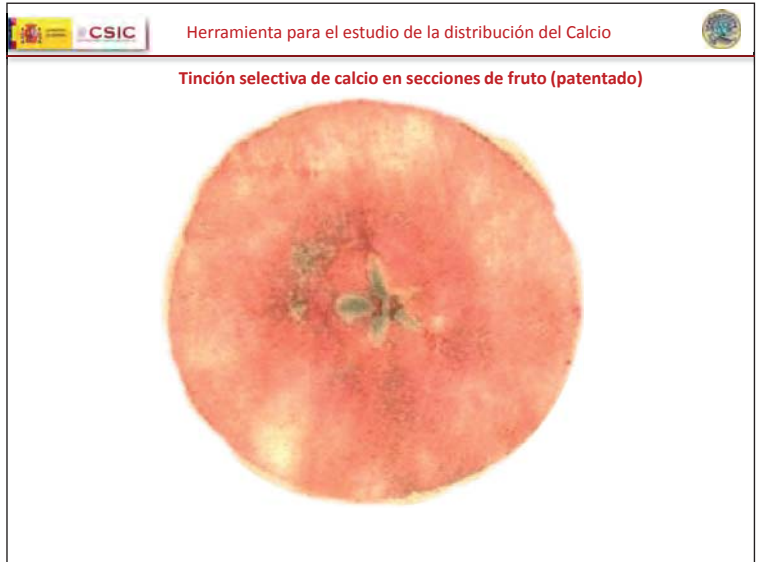 CSIC
Herramienta para el estudio de la distribución del Calcio
Tinción selectiva de calcio en secciones de fruto (patentado)